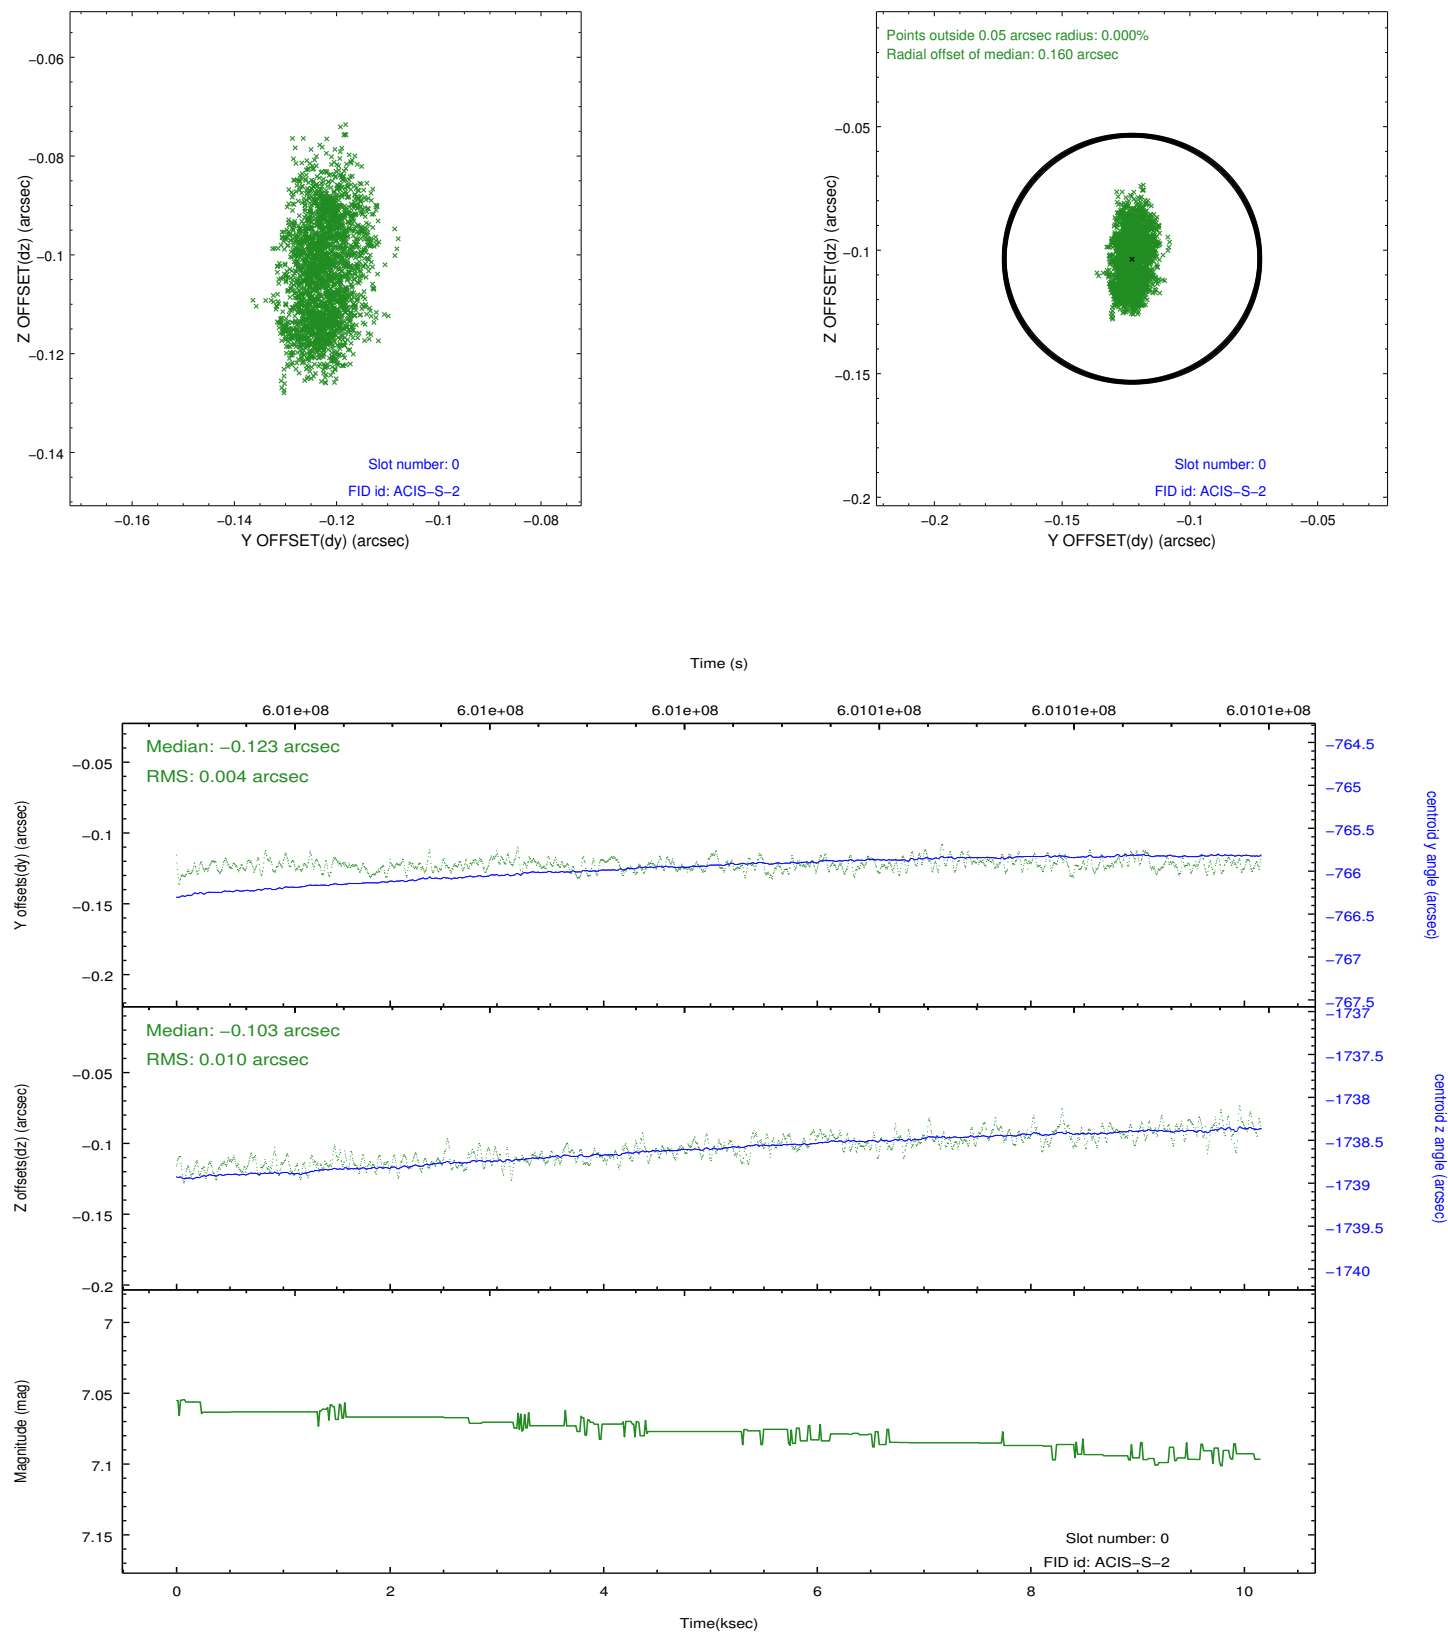 −0.06
−0.08
−0.1
−0.12
−0.14
Z OFFSET(dz) (arcsec)
Slot number: 0
FID id: ACIS−S−2
−0.16
−0.14
−0.12
−0.1
−0.08
Y OFFSET(dy) (arcsec)
Points outside 0.05 arcsec radius: 0.000%
Radial offset of median: 0.160 arcsec
−0.05
−0.1
−0.15
−0.2
Z OFFSET(dz) (arcsec)
Slot number: 0
FID id: ACIS−S−2
−0.2
−0.15
−0.1
−0.05
Y OFFSET(dy) (arcsec)
Time (s)
6.01e+08
6.01e+08
6.01e+08
6.0101e+08
6.0101e+08
6.0101e+08
Median: −0.123 arcsec
RMS: 0.004 arcsec
−0.05
−0.1
−0.15
−0.2
Y offsets(dy) (arcsec)
−764.5
−765
−765.5
−766
−766.5
−767
−767.5
centroid y angle (arcsec)
Median: −0.103 arcsec
RMS: 0.010 arcsec
−0.05
−0.1
−0.15
−0.2
Z offsets(dz) (arcsec)
−1737
−1737.5
−1738
−1738.5
−1739
−1739.5
−1740
centroid z angle (arcsec)
7
7.05
7.1
7.15
Magnitude (mag)
Slot number: 0
FID id: ACIS−S−2
0
2
4
6
8
10
Time(ksec)